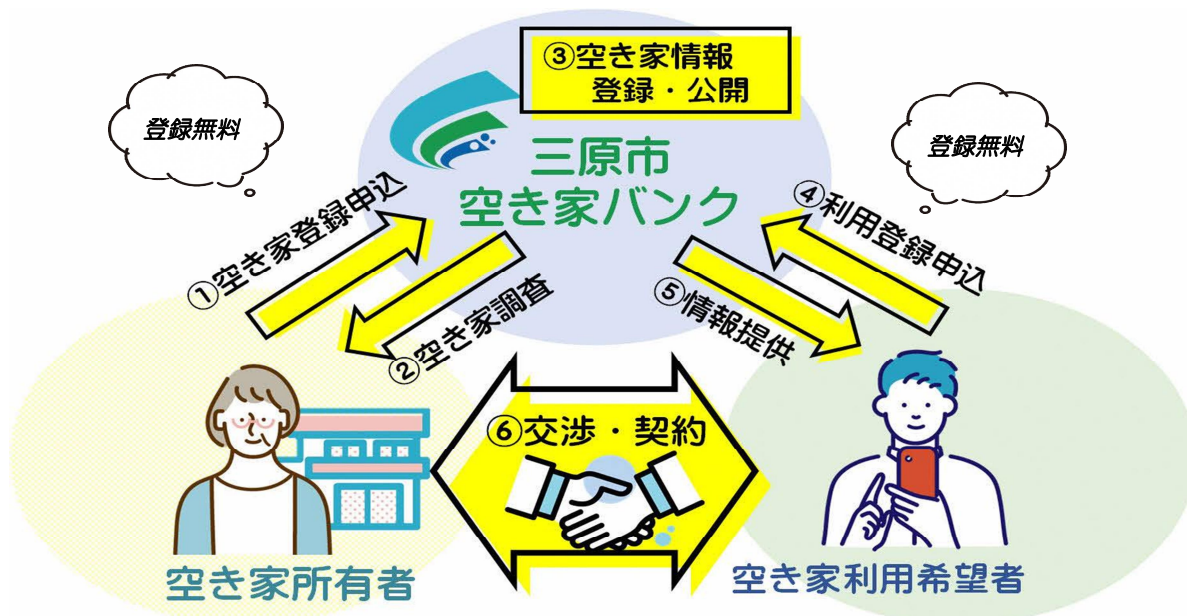 ③空き家情報
登録・公開
登録無料
登録無料
三原市
空き家バンク
①空き家登録申込
②空き家調査
④利用登録申込
⑤情報提供
⑥交渉・契約
空き家所有者
空き家利用希望者